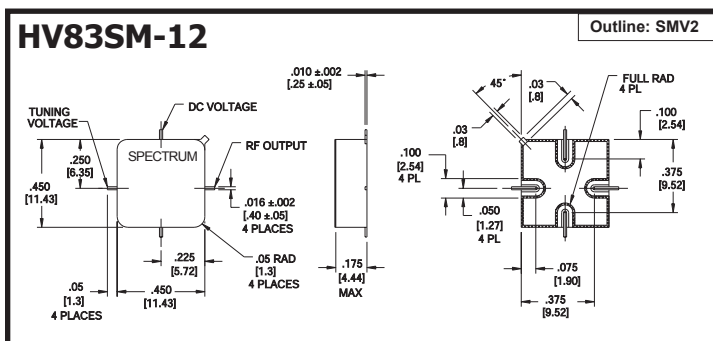 HV83SM-12
Outline: SMV2
.010 ±.002
[.25 ±.05]
TUNING
VOLTAGE
DC VOLTAGE
RF OUTPUT
SPECTRUM
.250
[6.35]
.450
[11.43]
.016 ±.002
[.40 ±.05]
4 PLACES
.225
[5.72]
.05 RAD
[1.3]
4 PLACES
.05
[1.3]
4 PLACES
.450
[11.43]
.175
[4.44]
MAX
45°
.03
[.8]
.03
[.8]
FULL RAD
4 PL
.100
[2.54]
.375
[9.52]
.100
[2.54]
4 PL
.050
[1.27]
4 PL
.075
[1.90]
.375
[9.52]